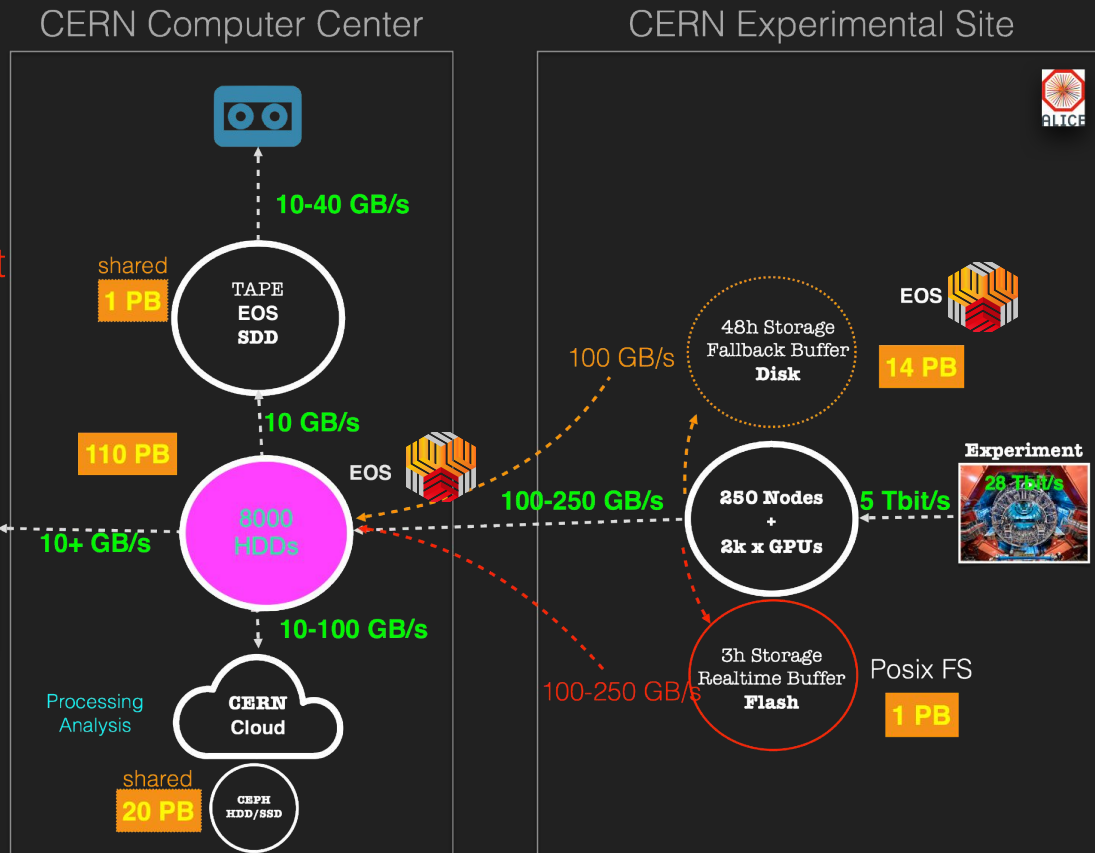 CERN Computer Center
CERN Experimental Site
ALICE
10-40 GB/s
shared
1 PB
TAPE
EOS
SDD
t
10 GB/s
110 PB
EOS
8000
HDDs
10+ GB/s
10-100 GB/s
Processing
Analysis
CERN
Cloud
shared
20 PB
CEPH
HDD/SSD
100 GB/s
100-250 GB/s
100-250 GB/s
48h Storage
Fallback Buffer
Disk
EOS
14 PB
250 Nodes
+
2k x GPUs
5 Tbit/s
Experiment
28 Tbit/s
3h Storage
Realtime Buffer
Flash
Posix FS
1 PB